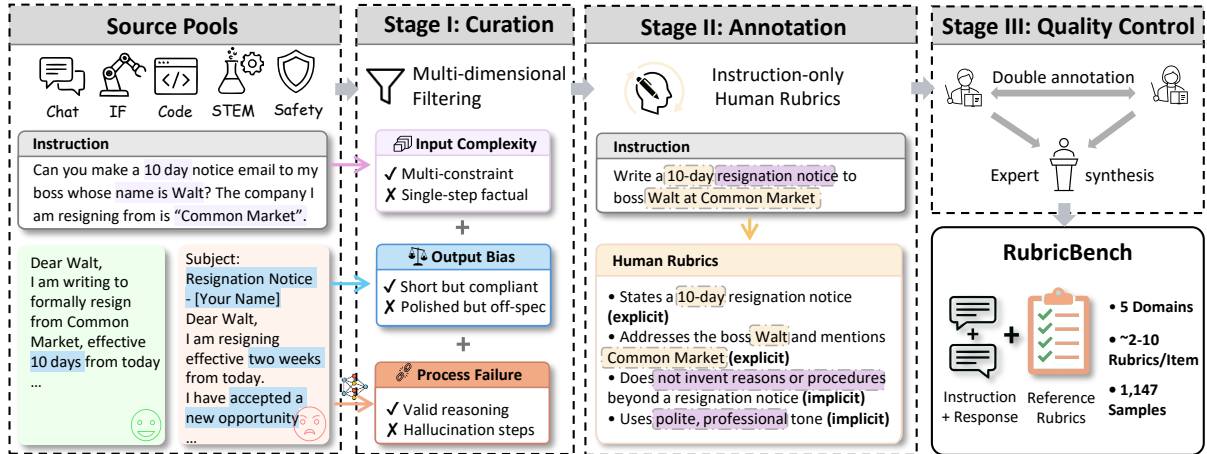 Source Pools
Chat
IF
Code
STEM
Safety
Instruction
Can you make a 10 day notice email to my
boss whose name is Walt? The company I
am resigning from is “Common Market”.
Dear Walt,
I am writing to
formally resign
from Common
Market, effective
10 days from today
…
Subject:
Resignation Notice
- [Your Name]
Dear Walt,
I am resigning
effective two weeks
from today.
I have accepted a
new opportunity
…
Stage I: Curation
Multi-dimensional
Filtering
Input Complexity
✓ Multi-constraint
✗ Single-step factual
+
Output Bias
✓ Short but compliant
✗ Polished but off-spec
+
Process Failure
✓ Valid reasoning
✗ Hallucination steps
Stage II: Annotation
Instruction-only
Human Rubrics
Instruction
Write a 10-day resignation notice to
boss Walt at Common Market
Human Rubrics
• States a 10-day resignation notice
(explicit)
• Addresses the boss Walt and mentions
Common Market (explicit)
• Does not invent reasons or procedures
beyond a resignation notice (implicit)
• Uses polite, professional tone (implicit)
Stage III: Quality Control
Double annotation
Expert synthesis
RubricBench
+
+
Instruction
+ Response
Reference
Rubrics
• 5 Domains
• ~2-10
Rubrics/Item
• 1,147
Samples